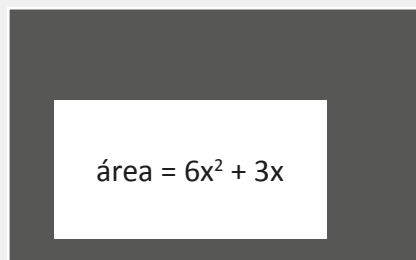 área = 6x² + 3x